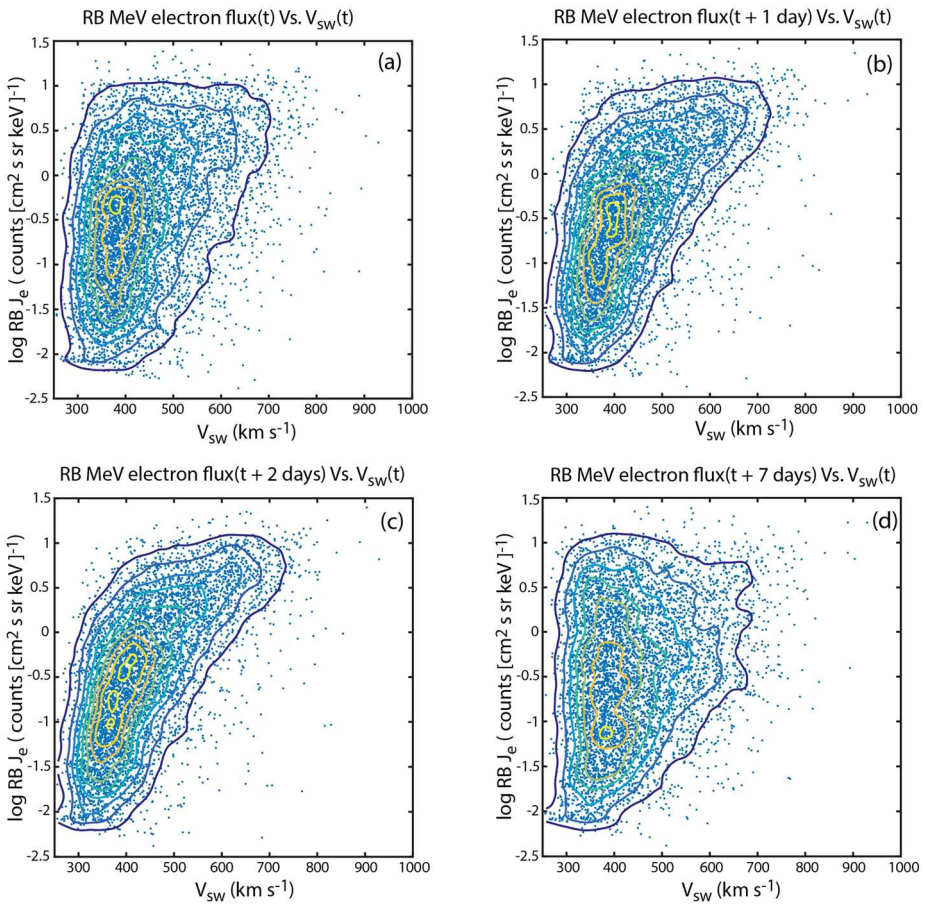 RB MeV electron flux(t) Vs. Vsw(t)
(a)
log RB Je ( counts [cm2 s sr keV ]-1)
1.5
1
0.5
0
-0.5
-1
-1.5
-2
-2.5
300 400 500 600 700 800 900 1000
Vsw (km s-1)
RB MeV electron flux(t + 1 day) Vs. Vsw(t)
(b)
log RB Je ( counts [cm2 s sr keV ]-1)
1.5
1
0.5
0
-0.5
-1
-1.5
-2
-2.5
300 400 500 600 700 800 900 1000
Vsw (km s-1)
RB MeV electron flux(t + 2 days) Vs. Vsw(t)
(c)
log RB Je ( counts [cm2 s sr keV ]-1)
1.5
1
0.5
0
-0.5
-1
-1.5
-2
-2.5
300 400 500 600 700 800 900 1000
Vsw (km s-1)
RB MeV electron flux(t + 7 days) Vs. Vsw(t)
(d)
log RB Je ( counts [cm2 s sr keV ]-1)
1.5
1
0.5
0
-0.5
-1
-1.5
-2
-2.5
300 400 500 600 700 800 900 1000
Vsw (km s-1)